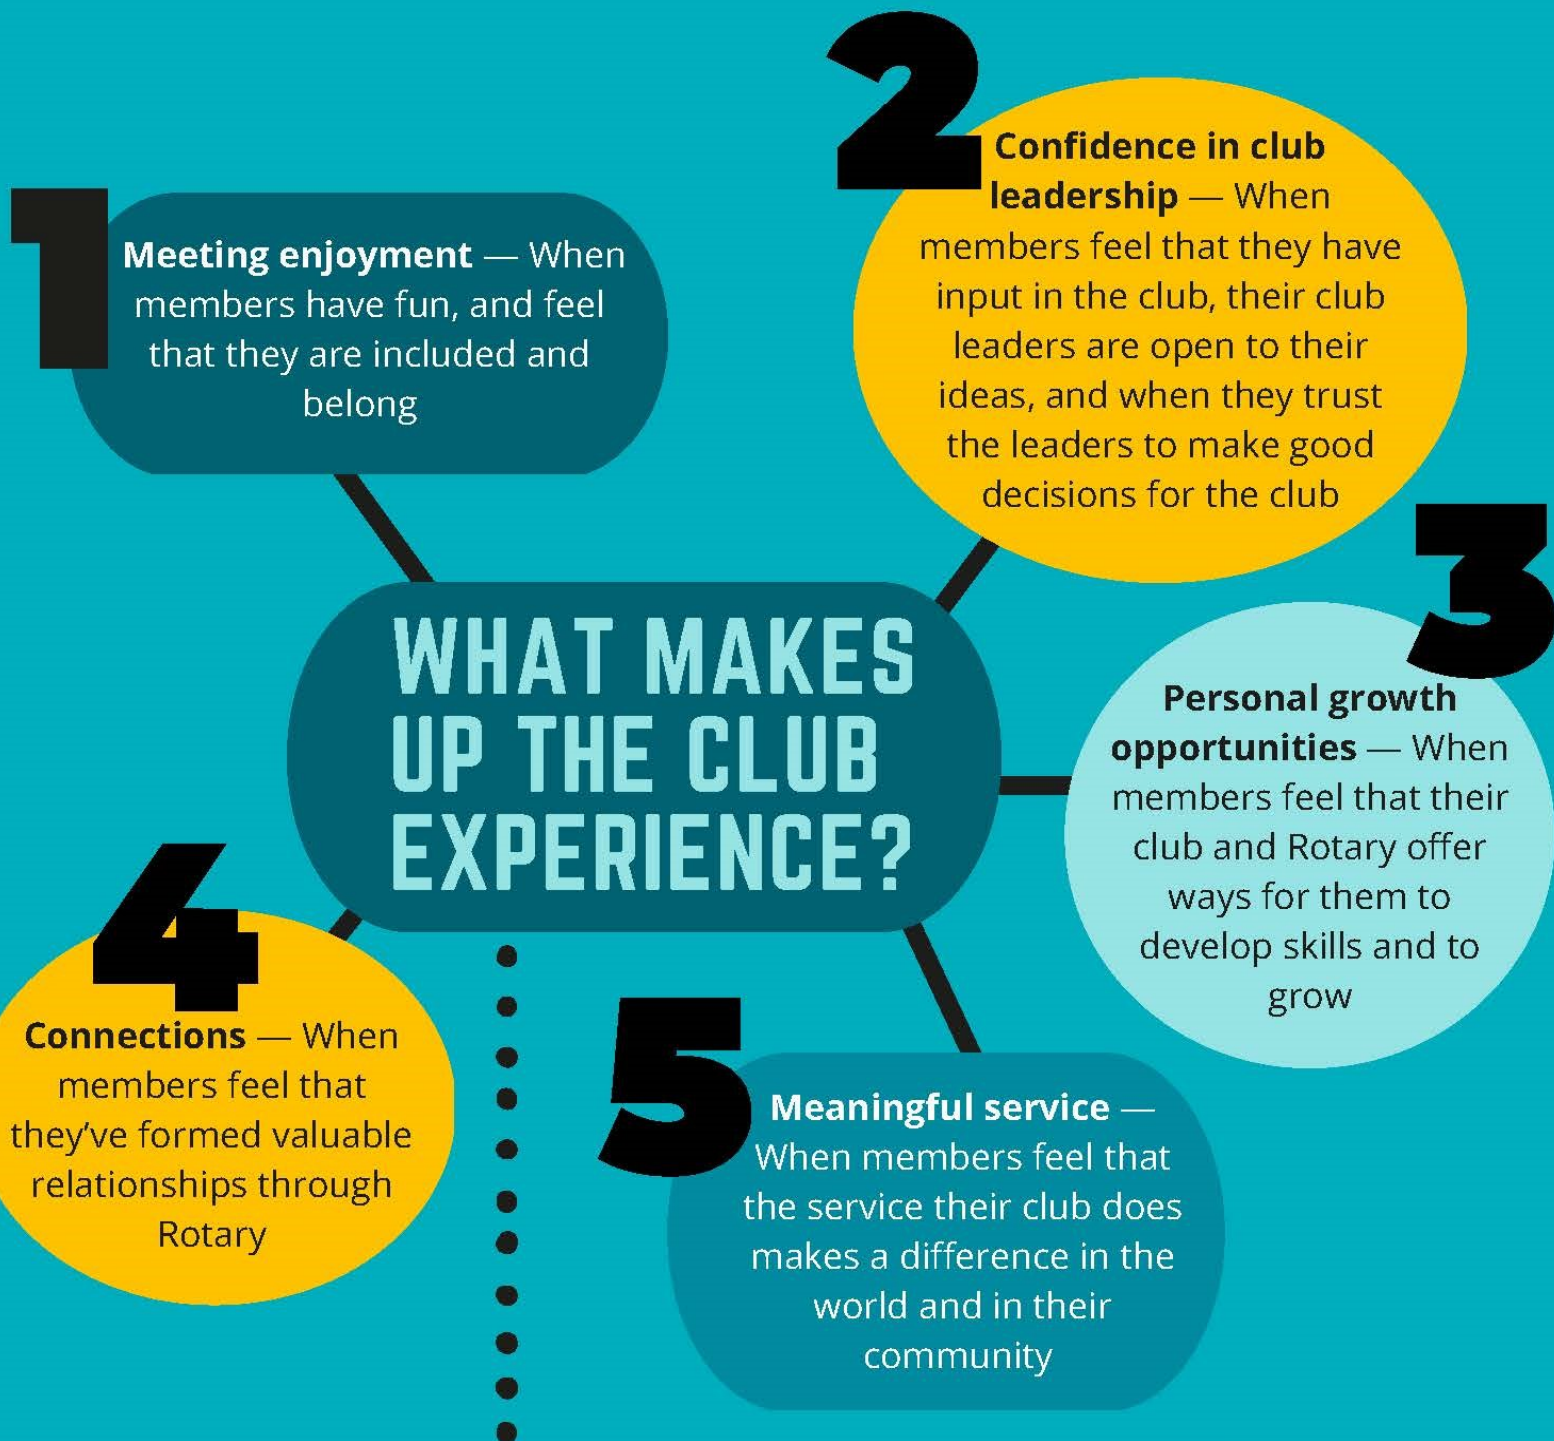 1
Meeting enjoyment — When
members have fun, and feel
that they are included and
belong
2
Confidence in club
leadership — When
members feel that they have
input in the club, their club
leaders are open to their
ideas, and when they trust
the leaders to make good
decisions for the club
WHAT MAKES
UP THE CLUB
EXPERIENCE?
3
Personal growth
opportunities — When
members feel that their
club and Rotary offer
ways for them to
develop skills and to
grow
4
Connections — When
members feel that
they've formed valuable
relationships through
Rotary
5
Meaningful service —
When members feel that
the service their club does
makes a difference in the
world and in their
community